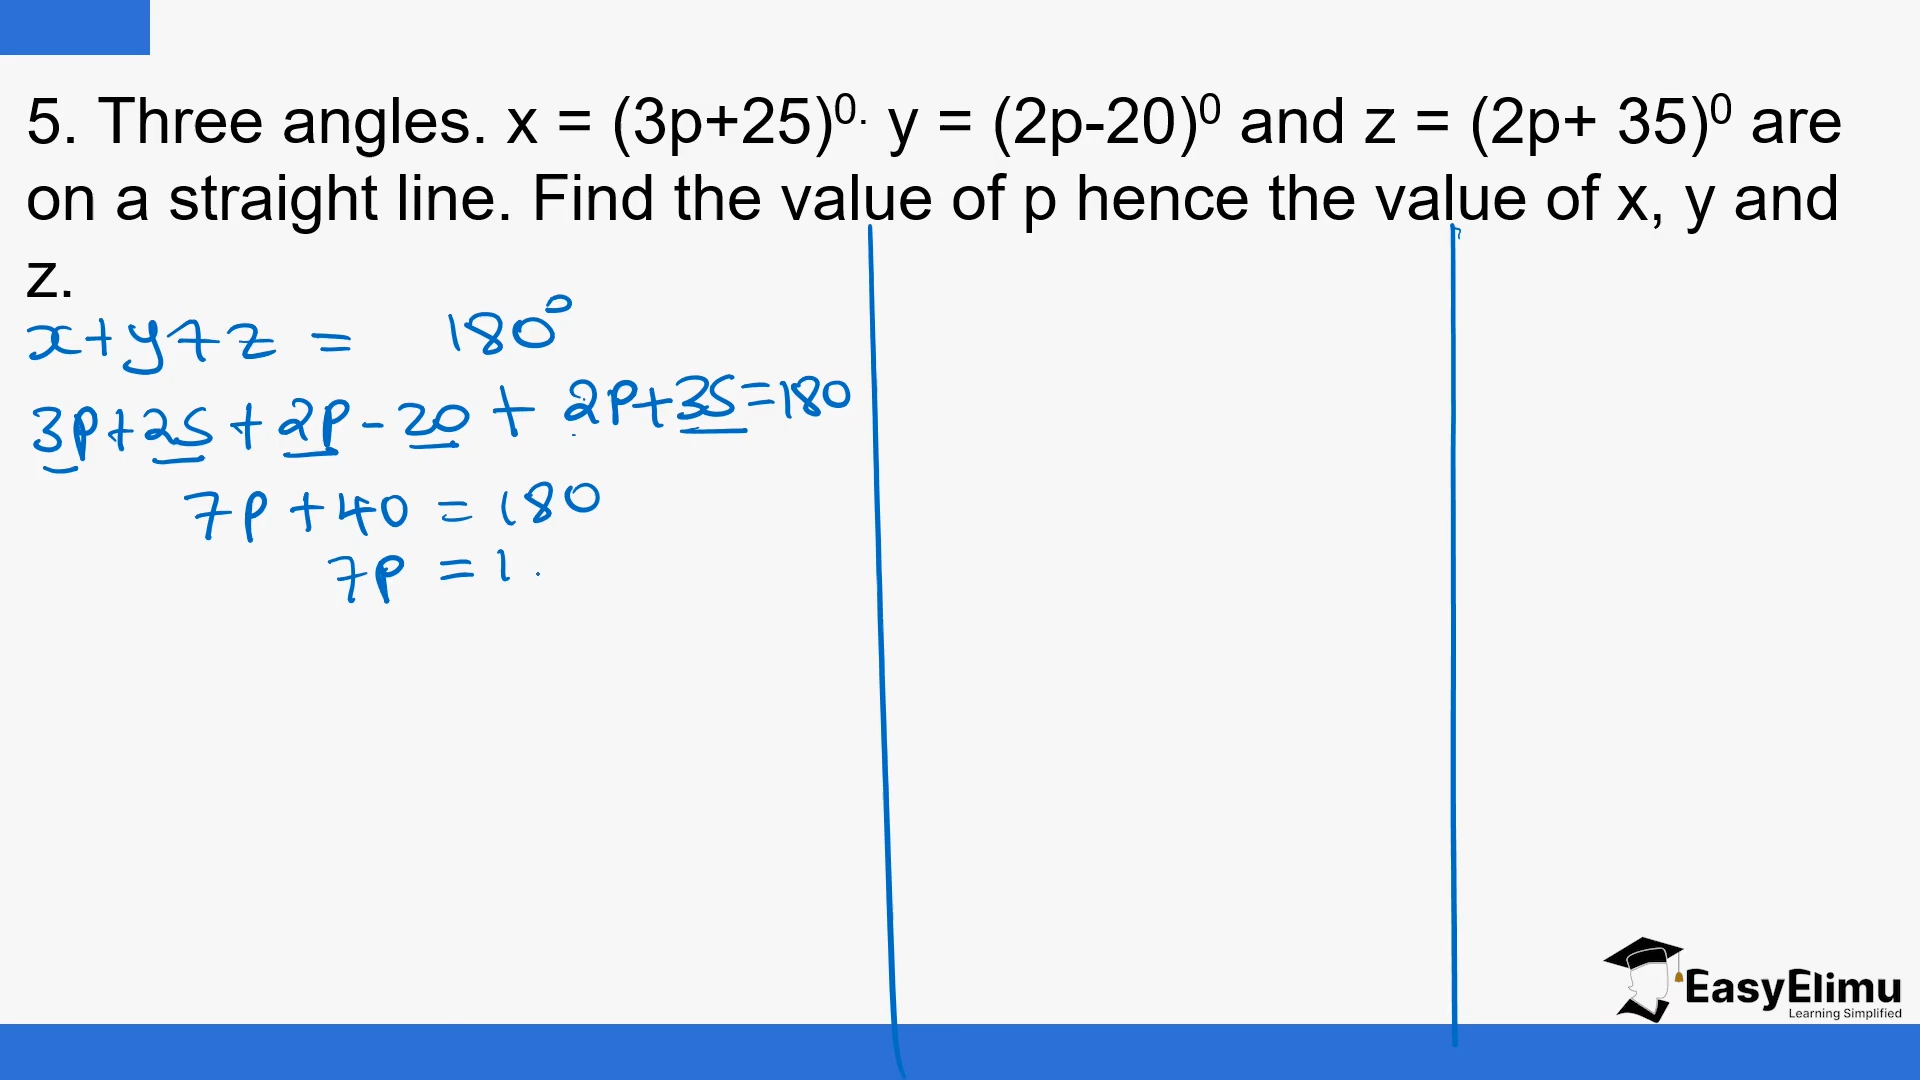 5. Three angles. x = (3p+25)⁰· y = (2p-20)⁰ and z = (2p+ 35)⁰ are
on a straight line. Find the value of p hence the value of x, y and
z.
x+y+z = 180°
3p+25+2p-20+2p+35=180
7p+40=180
7p=1.
EasyElimu
Learning Simplified